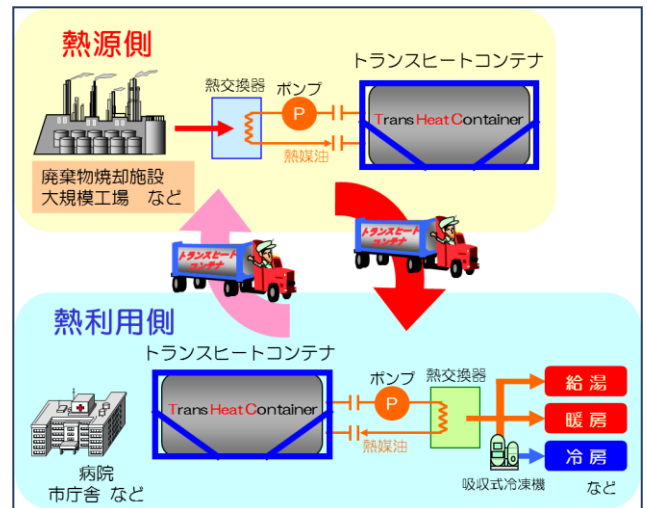 熱源側
トランスヒートコンテナ
熱交換器
ポンプ
P
Trans Heat Container
熱媒油
廃棄物焼却施設
大規模工場 など
トランスヒート
コンテナ
トランスヒート
コンテナ
熱利用側
トランスヒートコンテナ
ポンプ
熱交換器
Trans Heat Container
P
熱媒油
給湯
暖房
冷房
病院
市庁舎 など
吸収式冷凍機
など